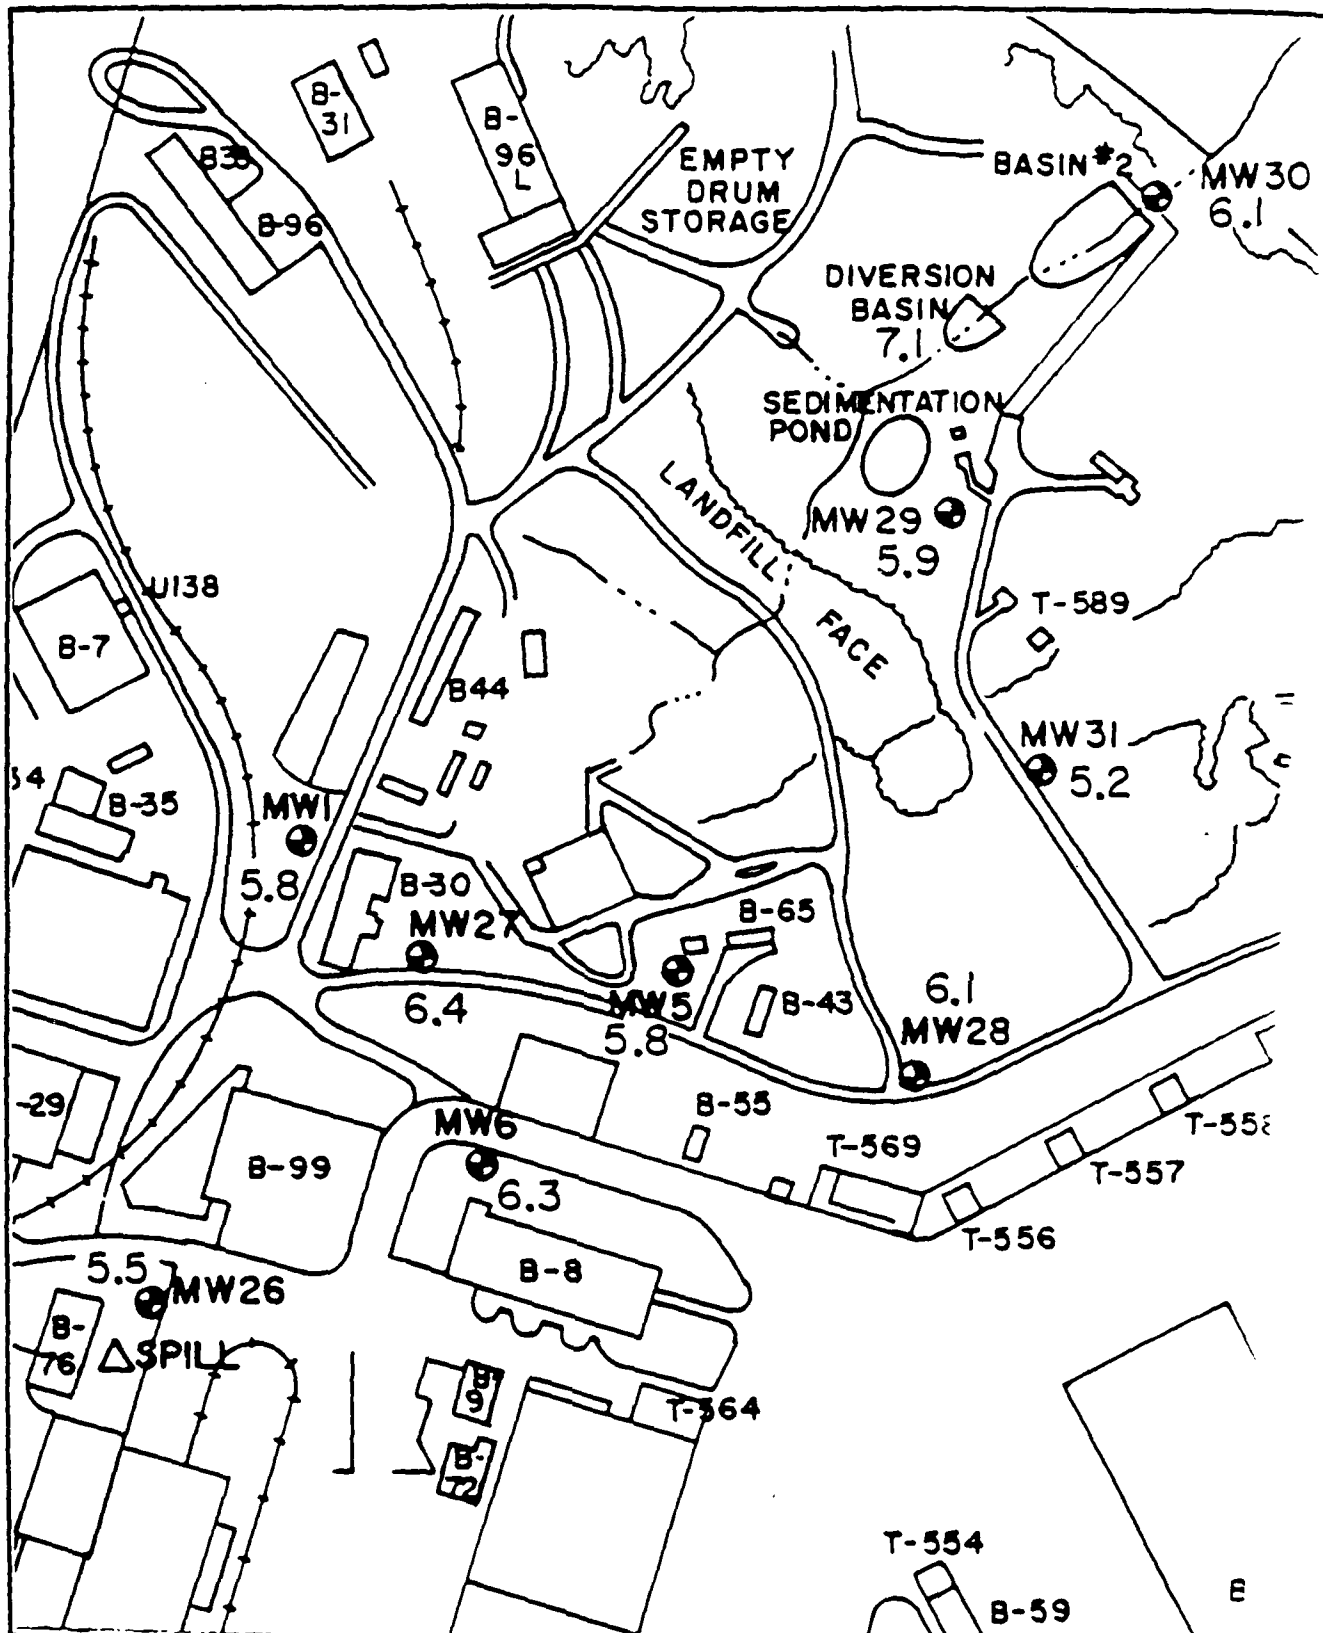 B-
31
B-
96
L
B38
B-96
EMPTY
DRUM
STORAGE
BASIN #2
MW30
6.1
DIVERSION
BASIN
7.1
SEDIMENTATION
POND
LANDFILL
FACE
MW29
5.9
U138
B-7
T-589
B44
MW31
5.2
34
B-35
MW1
5.8
B-30
MW27
6.4
B-65
MW5
5.8
B-43
6.1
MW28
-29
B-99
MW6
6.3
B-55
T-569
T-558
T-557
T-556
B-8
5.5
MW26
B-
76
SPILL
B-
9
T-564
B-
72
T-554
B-59